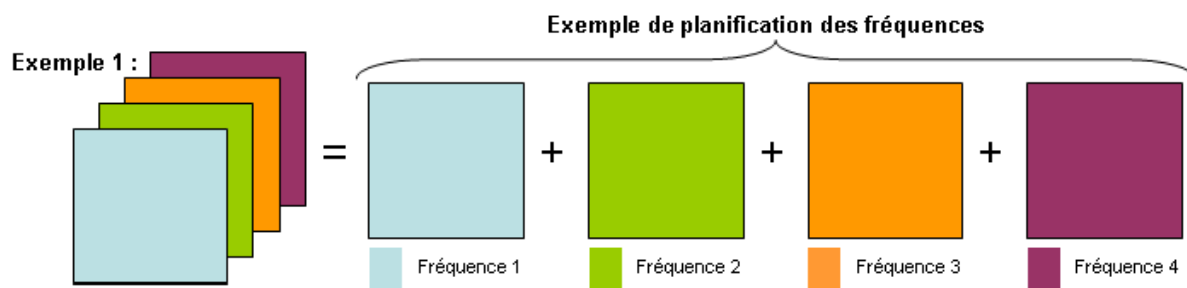 Exemple de planification des fréquences
Exemple 1 :
= + + +
Fréquence 1 Fréquence 2 Fréquence 3 Fréquence 4